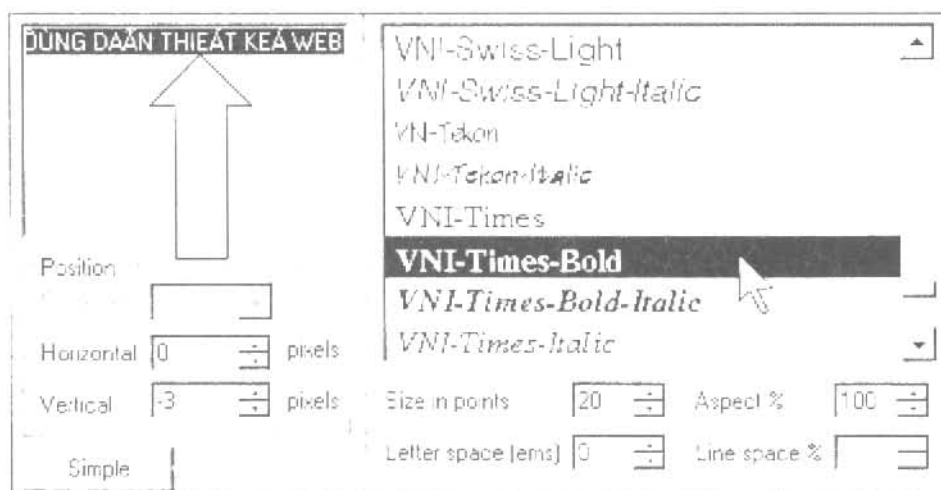 DÙNG DAÃN THIEÁT KEÁ WEB
VNI-Swiss-Light
VNI-Swiss-Light-Italic
VNI-Tekon
VNI-Tekon-Italic
VNI-Times
VNI-Times-Bold
VNI-Times-Bold-Italic
VNI-Times-Italic
Position
Horizontal 0 pixels
Vertical -3 pixels
Size in points 20 Aspect % 100
Letter space (ems) 0 Line space %
Simple